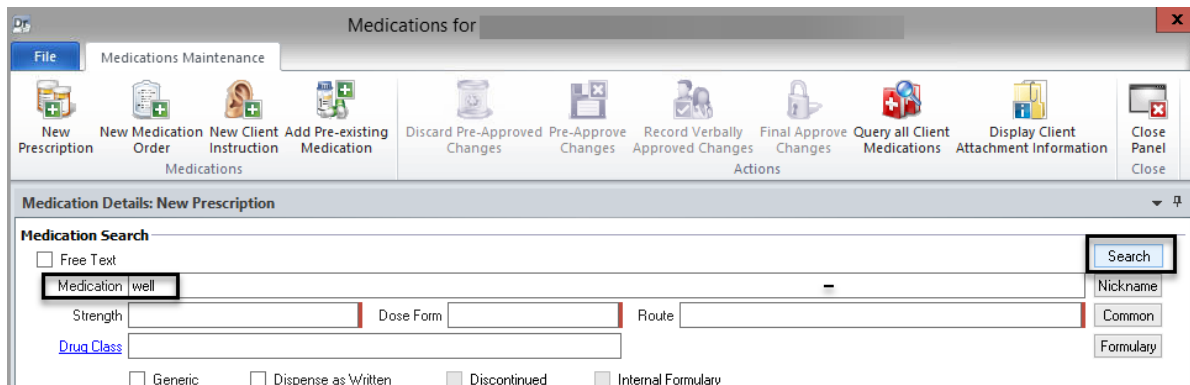 Dr
Medications for
X
File Medications Maintenance
New New Medication New Client Add Pre-existing Discard Pre-Approved Pre-Approve Record Verbally Final Approve Query all Client Display Client Close
Prescription Order Instruction Medication Changes Changes Approved Changes Changes Medications Attachment Information Panel
Medications Actions Close
Medication Details: New Prescription
Medication Search
Free Text Search
Medication well Nickname
Strength Dose Form Route Common
Drug Class Formulary
Generic Dispense as Written Discontinued Internal Formulary